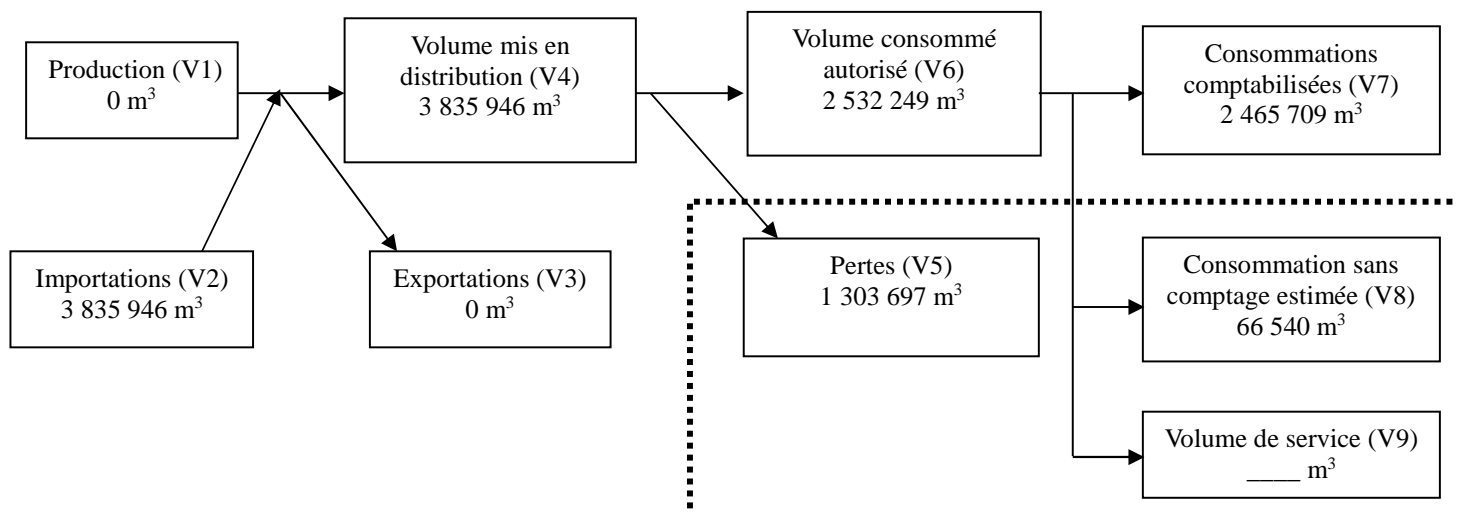 Production (V1)
0 m³
Volume mis en
distribution (V4)
3 835 946 m³
Volume consommé
autorisé (V6)
2 532 249 m³
Consommations
comptabilisées (V7)
2 465 709 m³
Importations (V2)
3 835 946 m³
Exportations (V3)
0 m³
Pertes (V5)
1 303 697 m³
Consommation sans
comptage estimée (V8)
66 540 m³
Volume de service (V9)
____ m³